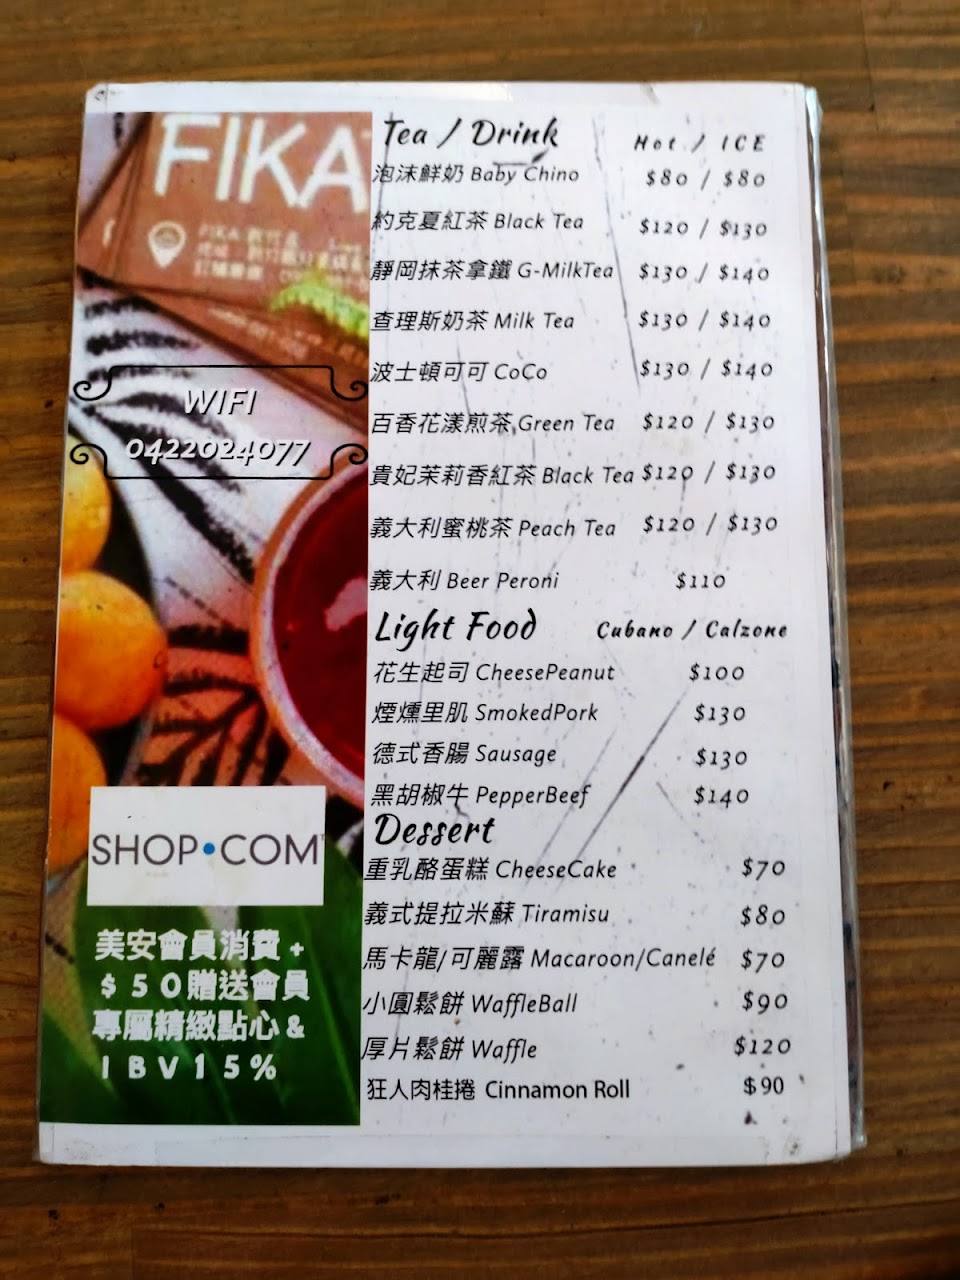 FIKA
WIFI
0422024077
SHOP•COM
美安會員消費+
$50贈送會員
專屬精緻點心&
IBV15%
Tea / Drink Hot / ICE
泡沫鮮奶 Baby Chino $80 / $80
約克夏紅茶 Black Tea $120 / $130
靜岡抹茶拿鐵 G-MilkTea $130 / $140
查理斯奶茶 Milk Tea $130 / $140
波士頓可可 CoCo $130 / $140
百香花漾煎茶 Green Tea $120 / $130
貴妃茉莉香紅茶 Black Tea $120 / $130
義大利蜜桃茶 Peach Tea $120 / $130
義大利 Beer Peroni $110
Light Food Cubano / Calzone
花生起司 CheesePeanut $100
煙燻里肌 SmokedPork $130
德式香腸 Sausage $130
黑胡椒牛 PepperBeef $140
Dessert
重乳酪蛋糕 CheeseCake $70
義式提拉米蘇 Tiramisu $80
馬卡龍/可麗露 Macaroon/Canelé $70
小圓鬆餅 WaffleBall $90
厚片鬆餅 Waffle $120
狂人肉桂捲 Cinnamon Roll $90